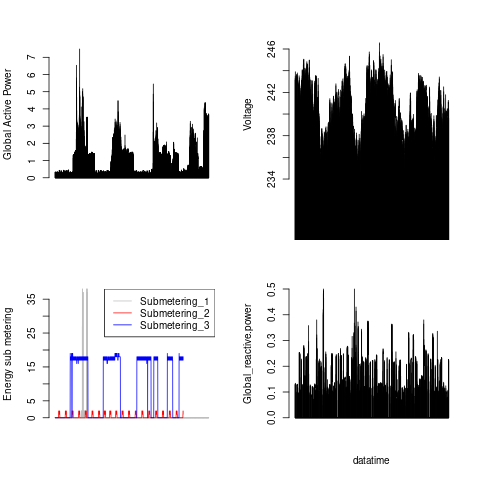 Global Active Power
0 1 2 3 4 5 6 7
Voltage
234 238 242 246
Energy sub metering
0 5 15 25 35
Submetering_1
Submetering_2
Submetering_3
Global_reactive.power
0.0 0.1 0.2 0.3 0.4 0.5
datatime